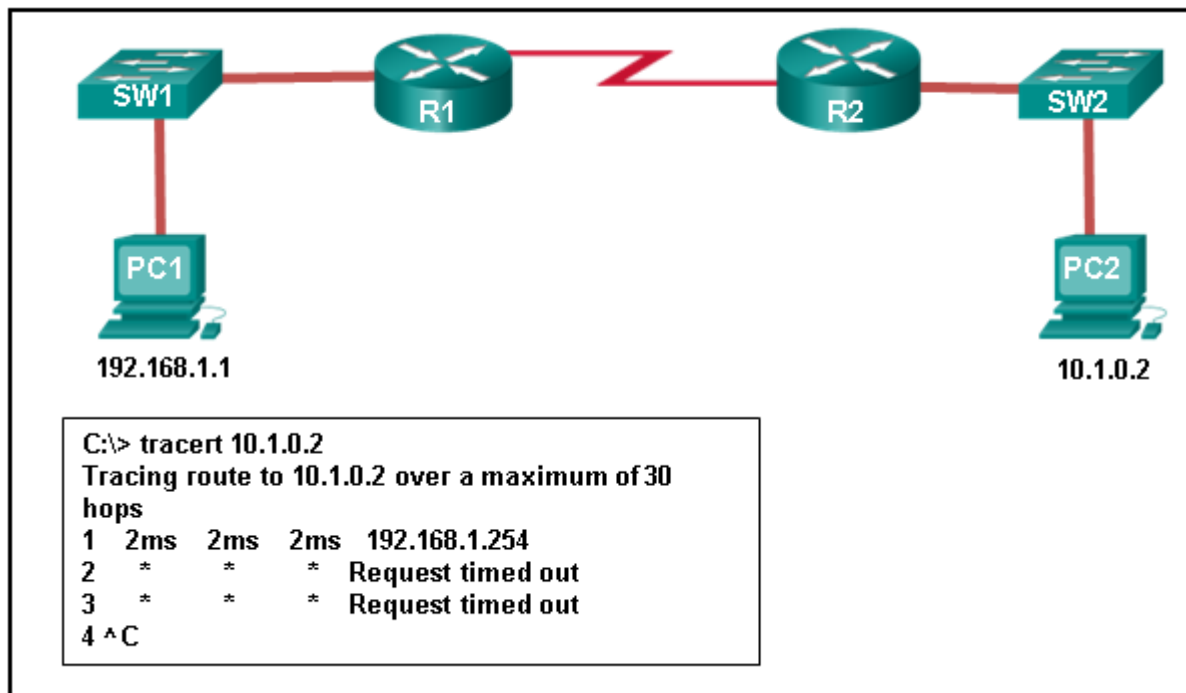 SW1
R1
R2
SW2
PC1
PC2
192.168.1.1
10.1.0.2
C:\> tracert 10.1.0.2
Tracing route to 10.1.0.2 over a maximum of 30
hops
1 2ms 2ms 2ms 192.168.1.254
2 * * * Request timed out
3 * * * Request timed out
4 ^C